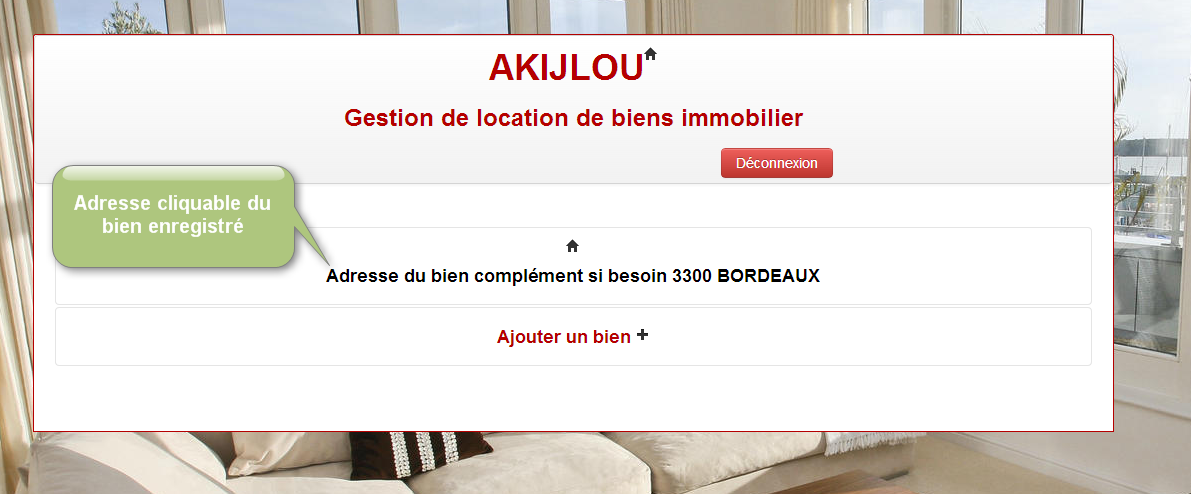 AKIJLOU
Gestion de location de biens immobilier
Déconnexion
Adresse cliquable du
bien enregistré
Adresse du bien complément si besoin 3300 BORDEAUX
Ajouter un bien